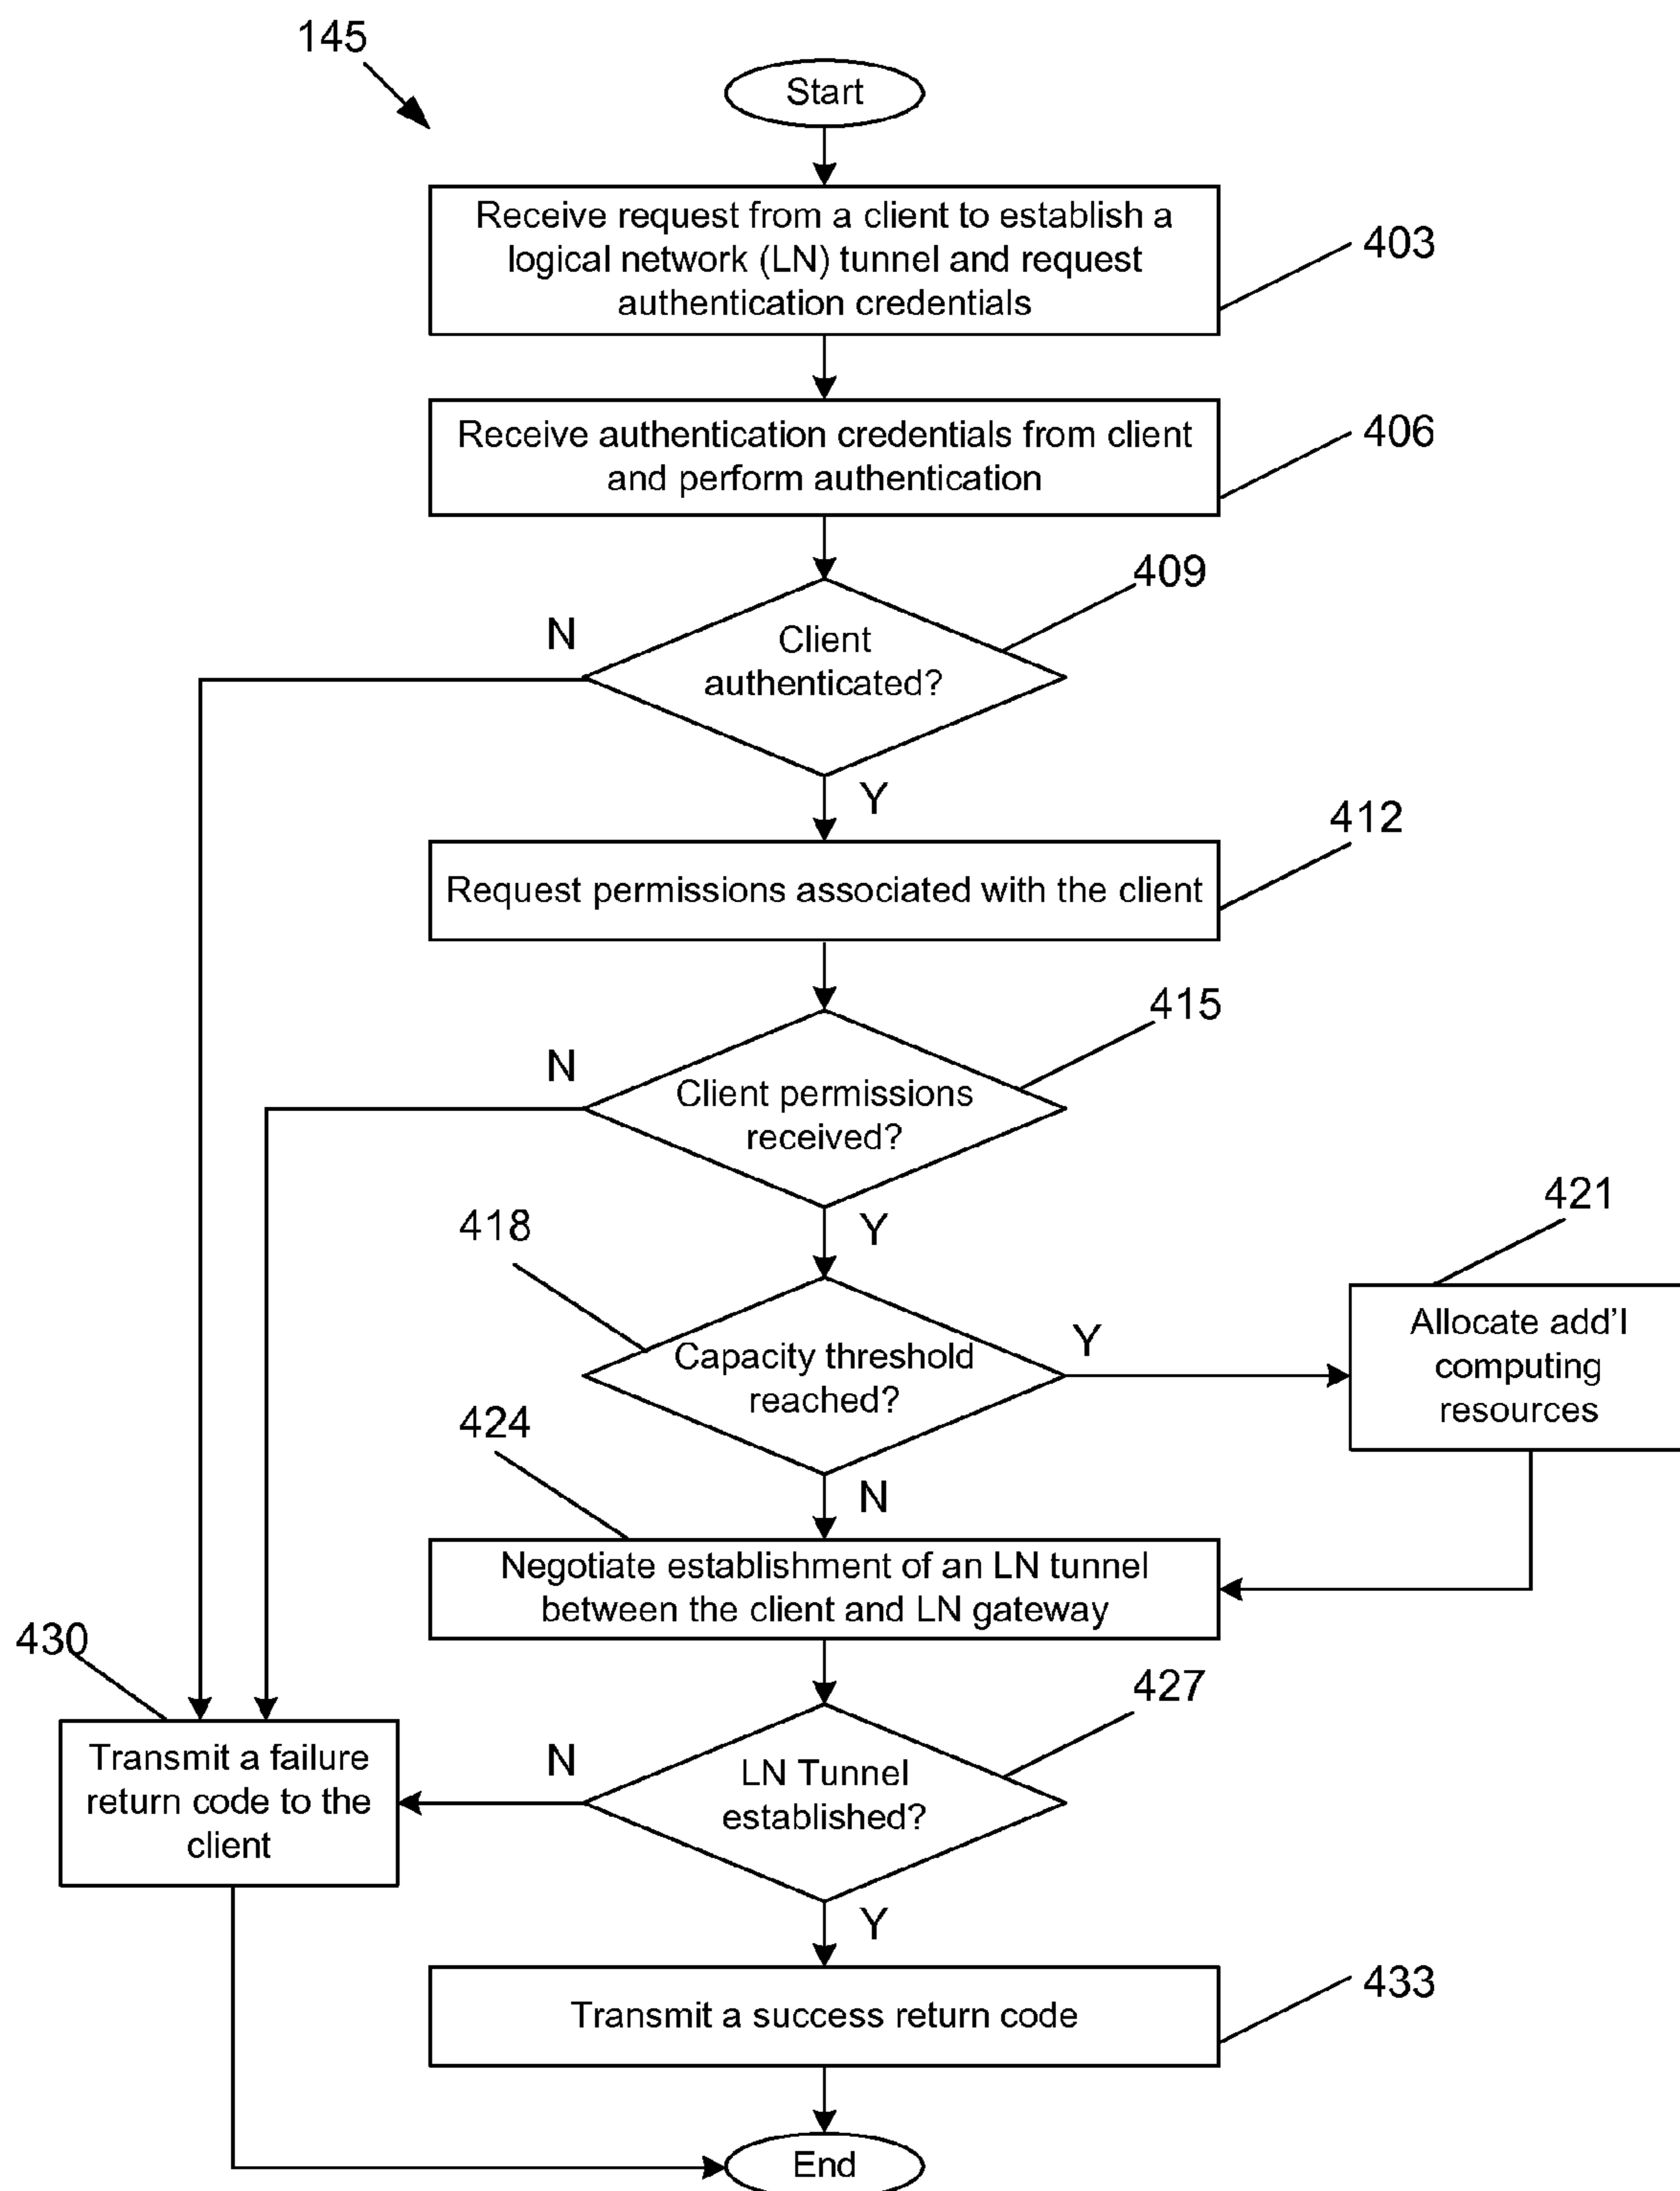 145
Start
Receive request from a client to establish a
logical network (LN) tunnel and request
authentication credentials
403
Receive authentication credentials from client
and perform authentication
406
409
N
Client
authenticated?
Y
412
Request permissions associated with the client
415
N
Client permissions
received?
Y
418
421
Capacity threshold
reached?
Y
Allocate add'l
computing
resources
424
N
Negotiate establishment of an LN tunnel
between the client and LN gateway
430
427
Transmit a failure
return code to the
client
N
LN Tunnel
established?
Y
433
Transmit a success return code
End